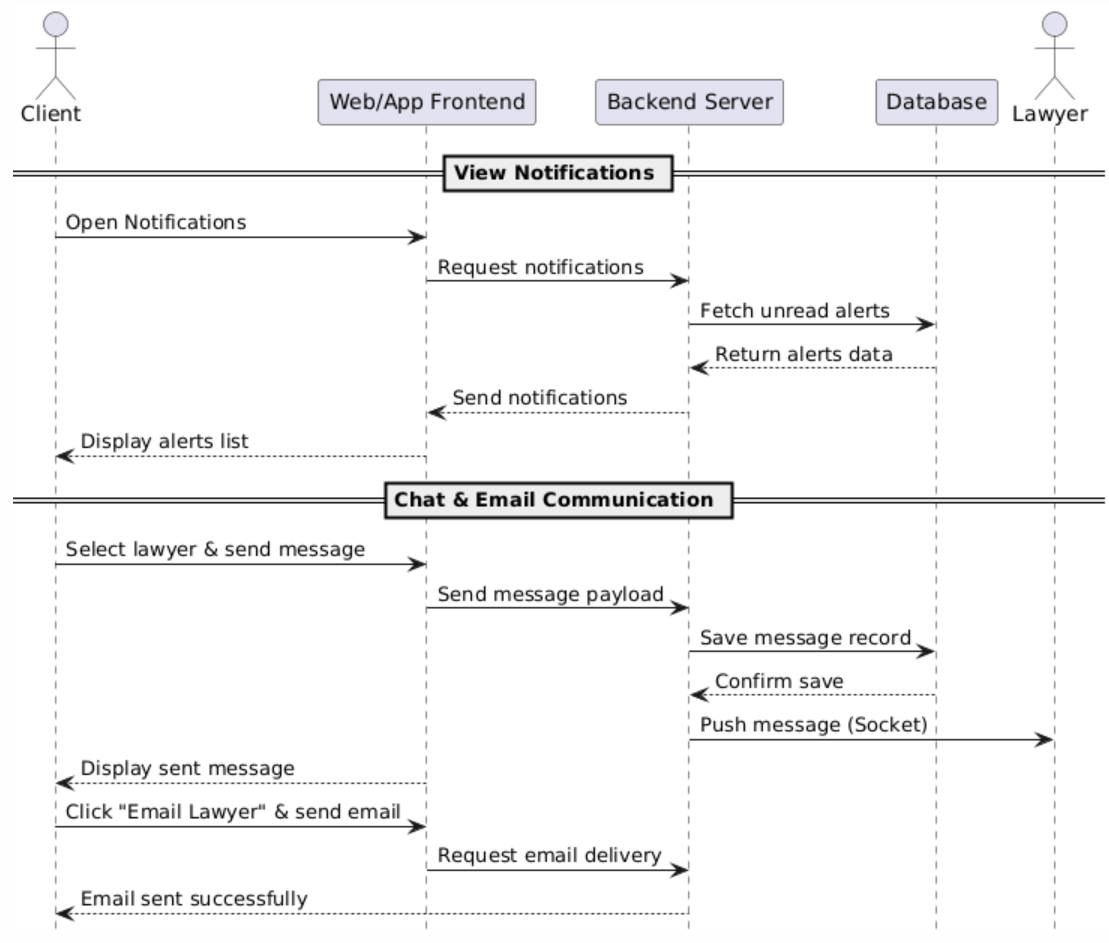 Client
Web/App Frontend
Backend Server
Database
Lawyer
View Notifications
Open Notifications
Request notifications
Fetch unread alerts
Return alerts data
Send notifications
Display alerts list
Chat & Email Communication
Select lawyer & send message
Send message payload
Save message record
Confirm save
Push message (Socket)
Display sent message
Click "Email Lawyer" & send email
Request email delivery
Email sent successfully